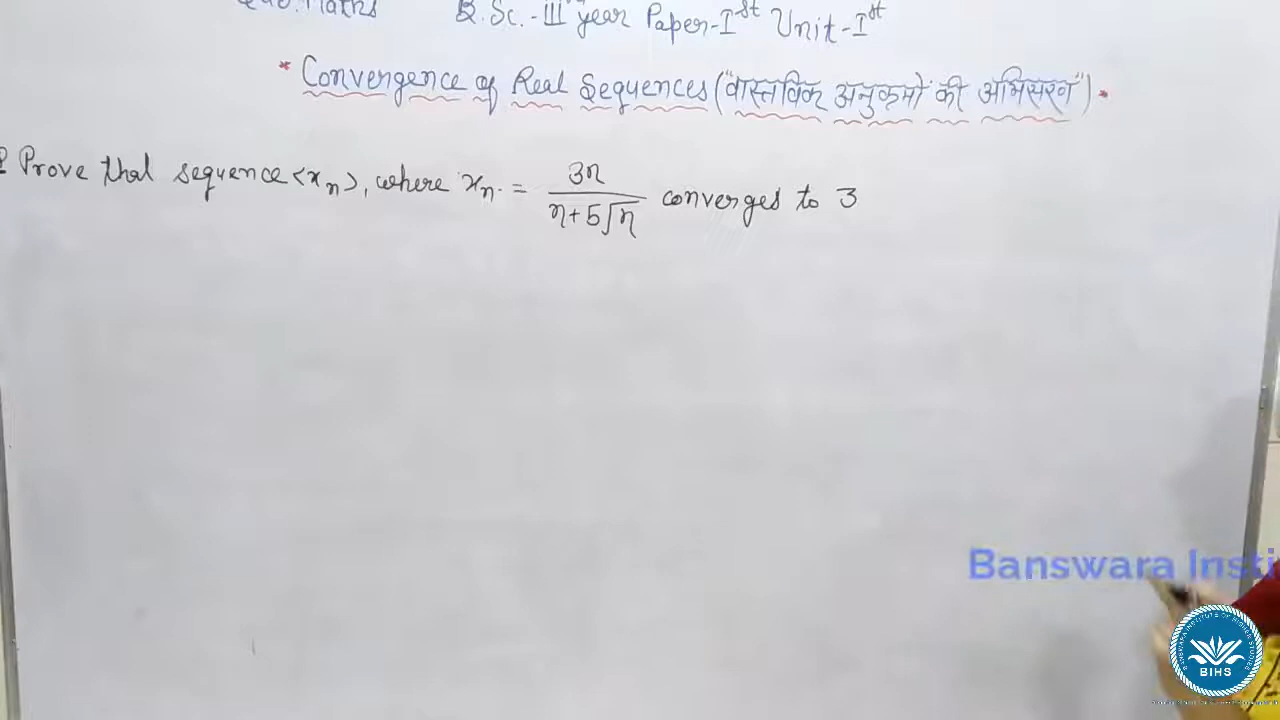 Maths B.Sc.-III year Paper-Ist Unit-Ist
* Convergence of Real Sequences ("वास्तविक अनुक्रमों की अभिसरण") *
Prove that sequence <xn>, where xn = 3n / n+5√n converges to 3
Banswara Insti
BIHS